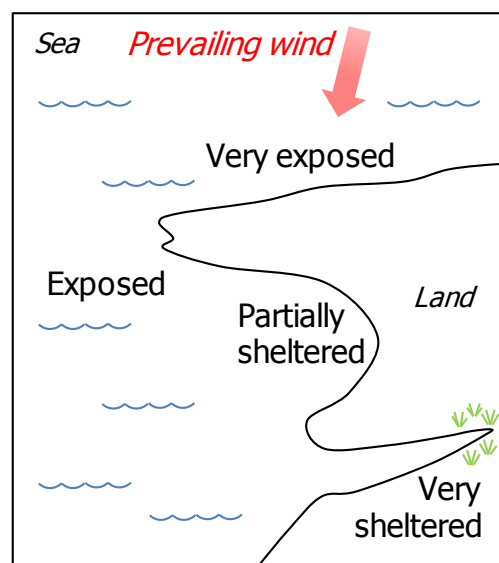 Sea
Prevailing wind
Very exposed
Exposed
Land
Partially
sheltered
Very
sheltered